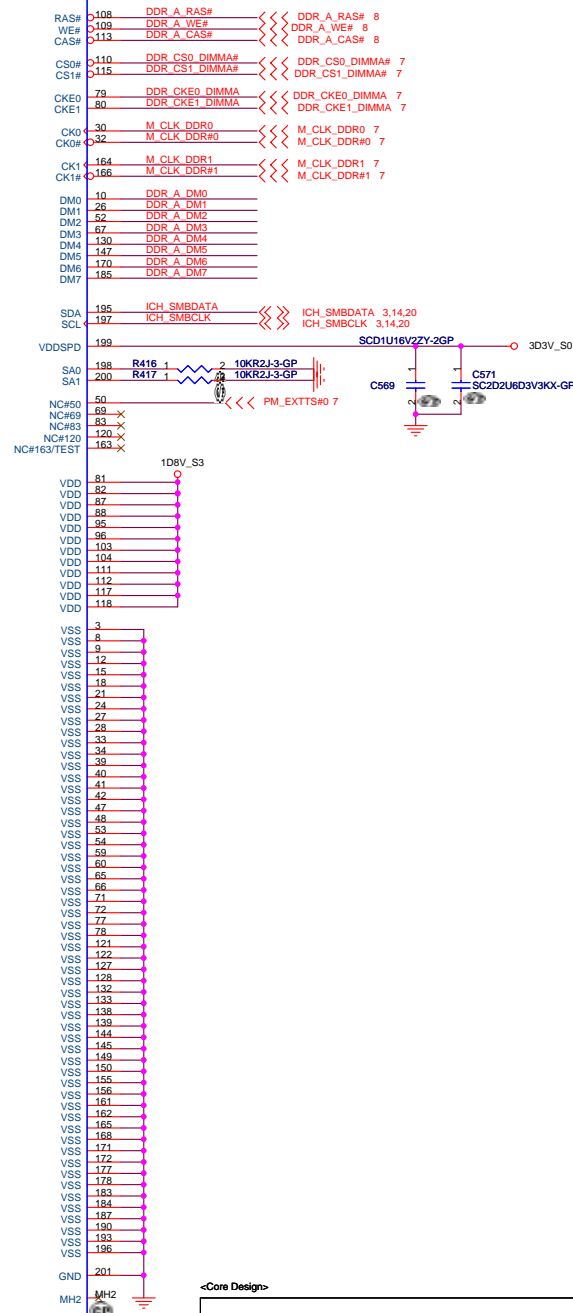 RAS# 108 DDR_A_RAS# DDR_A_RAS# 8
WE# 109 DDR_A_WE# DDR_A_WE# 8
CAS# 113 DDR_A_CAS# DDR_A_CAS# 8
CS0# 110 DDR_CS0_DIMMA# DDR_CS0_DIMMA# 7
CS1# 115 DDR_CS1_DIMMA# DDR_CS1_DIMMA# 7
CKE0 79 DDR_CKE0_DIMMA DDR_CKE0_DIMMA 7
CKE1 80 DDR_CKE1_DIMMA DDR_CKE1_DIMMA 7
CK0 30 M_CLK_DDR0 M_CLK_DDR0 7
CK0# 32 M_CLK_DDR#0 M_CLK_DDR#0 7
CK1 164 M_CLK_DDR1 M_CLK_DDR1 7
CK1# 166 M_CLK_DDR#1 M_CLK_DDR#1 7
DM0 10 DDR_A_DM0
DM1 26 DDR_A_DM1
DM2 52 DDR_A_DM2
DM3 67 DDR_A_DM3
DM4 130 DDR_A_DM4
DM5 147 DDR_A_DM5
DM6 170 DDR_A_DM6
DM7 185 DDR_A_DM7
SDA 195 ICH_SMBDATA ICH_SMBDATA 3,14,20
SCL 197 ICH_SMBCLK ICH_SMBCLK 3,14,20
SCD1U16V2ZY-2GP
VDDSPD 199 3D3V_S0
SA0 198 R416 1 2 10KR2J-3-GP
SA1 200 R417 1 10KR2J-3-GP
1 1
C569 C571
SC2D2U6D3V3KX-GP
2 2
NC#50 50 PM_EXTTS#0 7
NC#69 69
NC#83 83
NC#120 120
NC#163/TEST 163
1D8V_S3
VDD 81
VDD 82
VDD 87
VDD 88
VDD 95
VDD 96
VDD 103
VDD 104
VDD 111
VDD 112
VDD 117
VDD 118
VSS 3
VSS 8
VSS 9
VSS 12
VSS 15
VSS 18
VSS 21
VSS 24
VSS 27
VSS 28
VSS 33
VSS 34
VSS 39
VSS 40
VSS 41
VSS 42
VSS 47
VSS 48
VSS 53
VSS 54
VSS 59
VSS 60
VSS 65
VSS 66
VSS 71
VSS 72
VSS 77
VSS 78
VSS 121
VSS 122
VSS 127
VSS 128
VSS 132
VSS 133
VSS 138
VSS 139
VSS 144
VSS 145
VSS 149
VSS 150
VSS 155
VSS 156
VSS 161
VSS 162
VSS 165
VSS 168
VSS 171
VSS 172
VSS 177
VSS 178
VSS 183
VSS 184
VSS 187
VSS 190
VSS 193
VSS 196
GND 201
MH2 MH2
<Core Design>